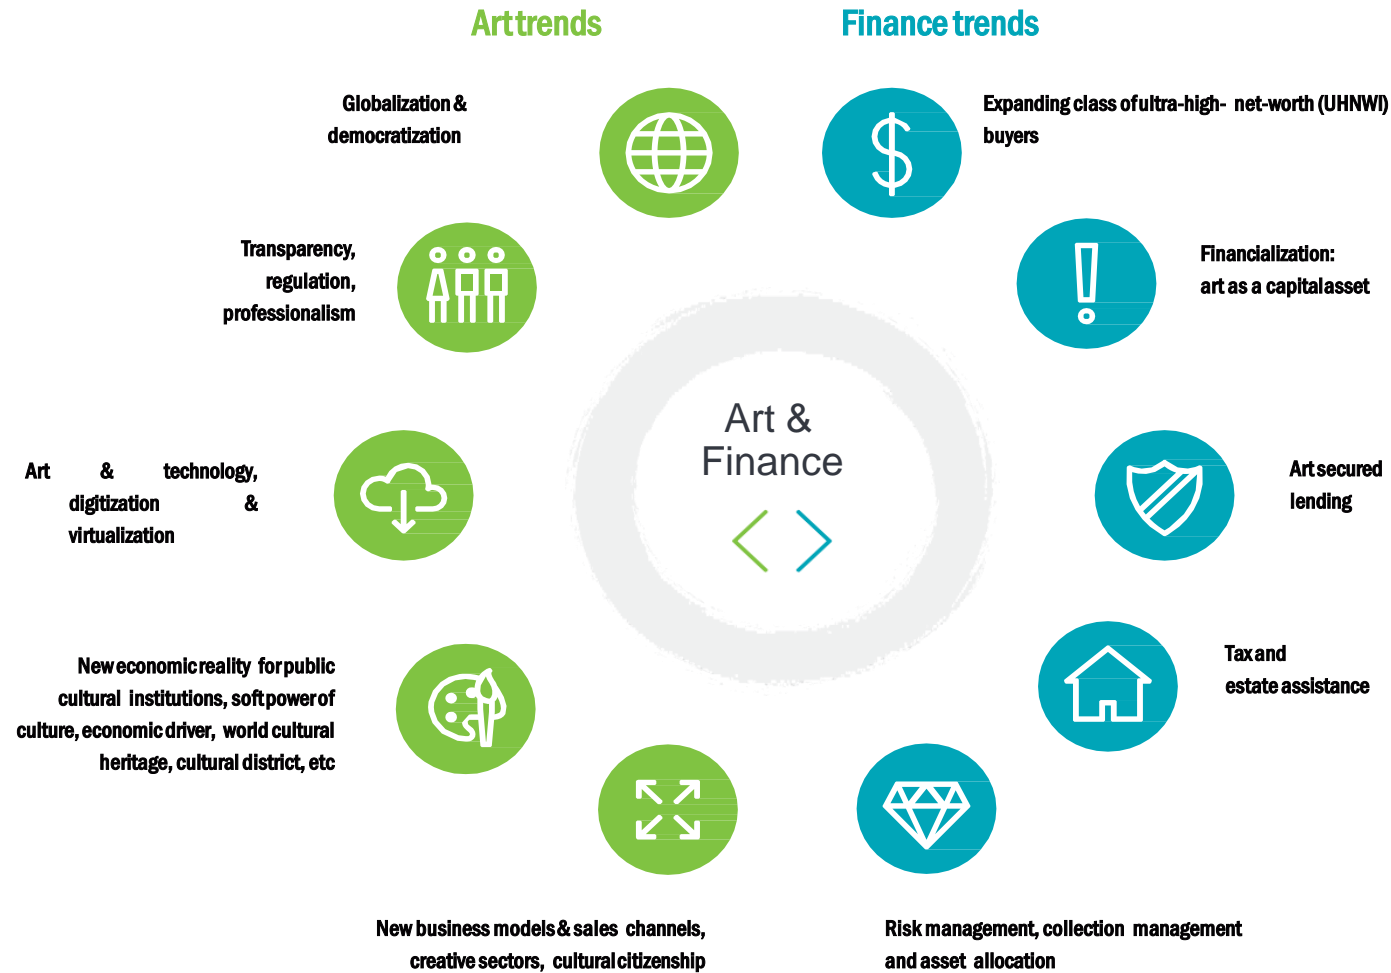 Art trends
Finance trends
Globalization &
democratization
Expanding class of ultra-high- net-worth (UHNWI)
buyers
Transparency,
regulation,
professionalism
Financialization:
art as a capital asset
Art & 
Finance
Art & technology,
digitization &
virtualization
Art secured
lending
New economic reality for public
cultural institutions, soft power of
culture, economic driver, world cultural
heritage, cultural district, etc
Tax and
estate assistance
New business models & sales channels,
creative sectors, cultural citizenship
Risk management, collection management
and asset allocation